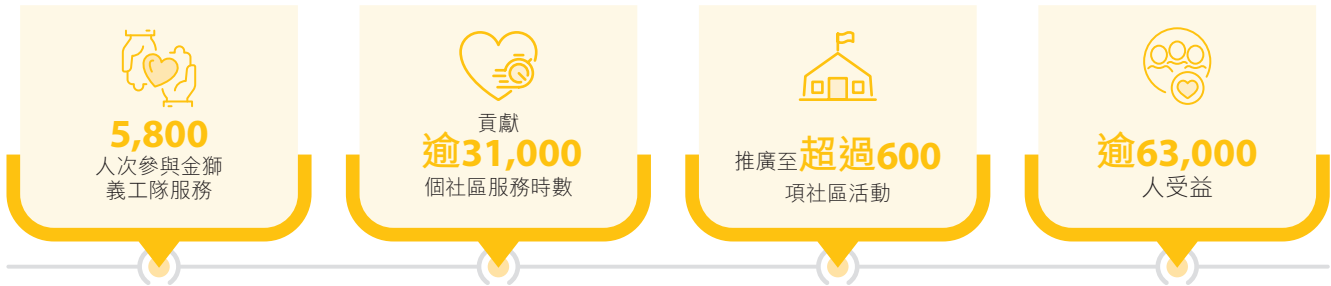 5,800
人次參與金獅
義工隊服務
貢獻
逾31,000
個社區服務時數
推廣至超過600
項社區活動
逾63,000
人受益